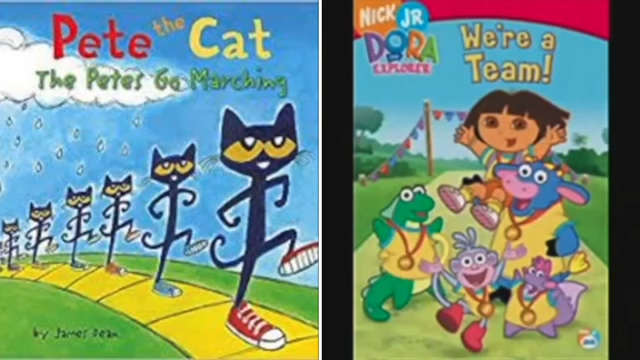 Pete the Cat
The Petes Go Marching
by James Dean
NICK JR
DORA
the EXPLORER
We're a
Team!